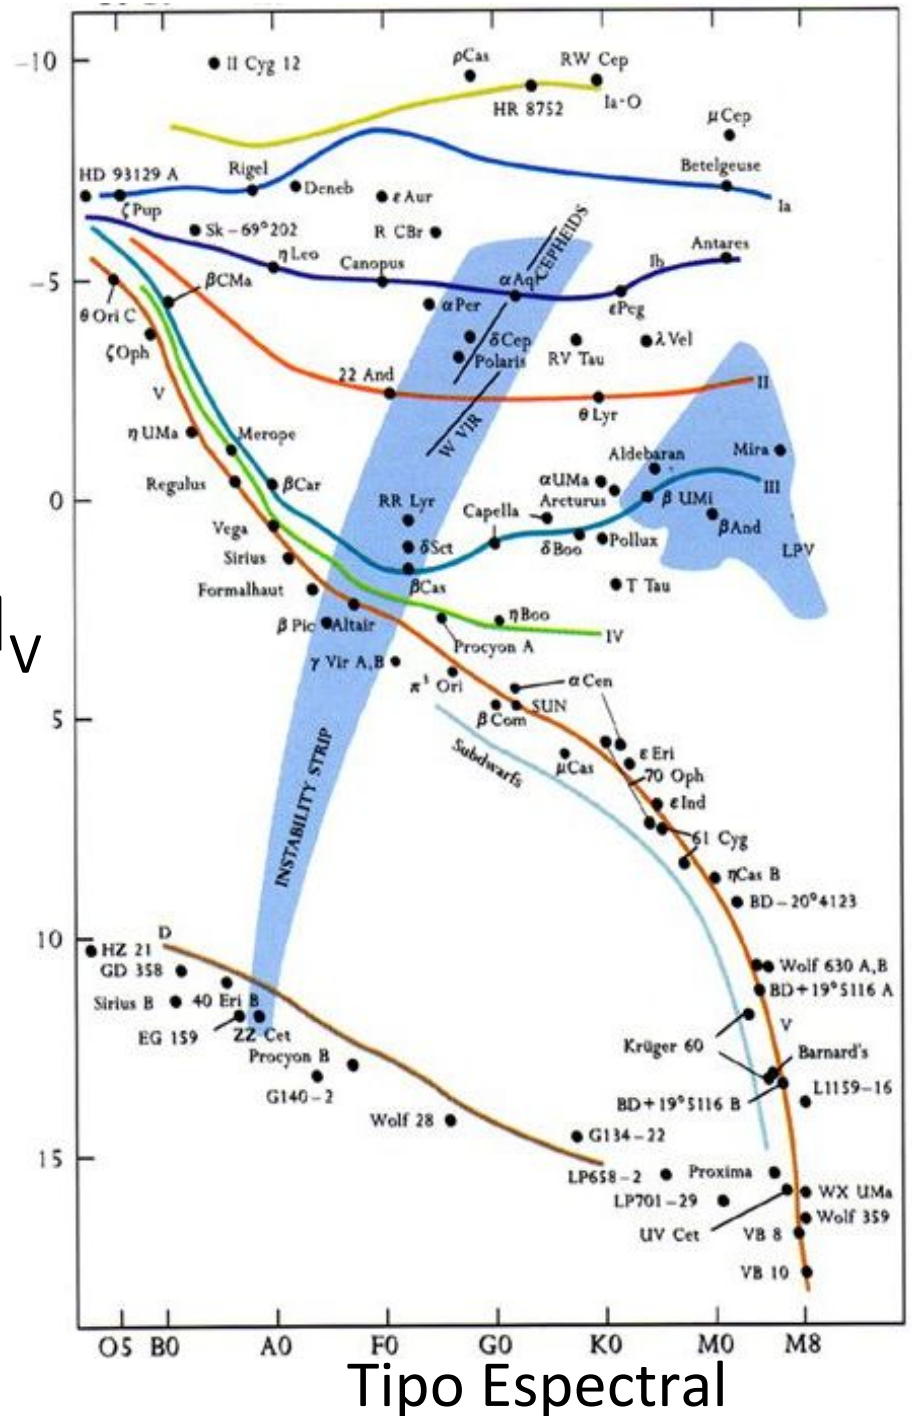 -10
II Cyg 12
ρCas
RW Cep
HR 8752
Ia-O
μCep
HD 93129 A
Rigel
Deneb
εAur
Betelgeuse
Ia
ζPup
Sk-69°202
R CBr
CEPHEIDS
ηLeo
Canopus
Ib
Antares
-5
βCMa
αAql
θOri C
αPer
εPeg
ζOph
δCep
Polaris
RV Tau
λVel
V
22 And
II
θLyr
W VIR
ηUMa
Merope
Aldebaran
Mira
Regulus
βCar
αUMa
Arcturus
βUMi
III
0
RR Lyr
Capella
βAnd
Vega
δSct
δBoo
Pollux
LPV
Sirius
βCas
T Tau
Formalhaut
βPic
Altair
ηBoo
IV
Procyon A
V
γ Vir A,B
π³ Ori
αCen
5
βCom
SUN
Subdwarfs
μCas
εEri
70 Oph
εInd
INSTABILITY STRIP
61 Cyg
ηCas B
BD-20°4123
D
10
HZ 21
GD 358
Wolf 630 A,B
Sirius B
40 Eri B
BD+19°5116 A
EG 159
ZZ Cet
V
Krüger 60
Barnard's
Procyon B
G140-2
BD+19°5116 B
L1159-16
Wolf 28
G134-22
15
LP658-2
Proxima
LP701-29
WX UMa
UV Cet
VB 8
Wolf 359
VB 10
O5 B0 A0 F0 G0 K0 M0 M8
Tipo Espectral